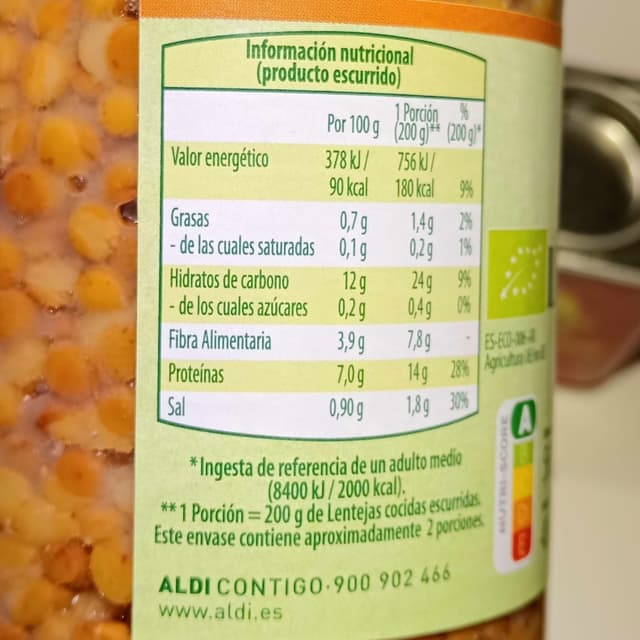 Información nutricional
(producto escurrido)
Por 100 g 1 Porción (200 g)** % (200 g)*
Valor energético 378 kJ / 756 kJ /
90 kcal 180 kcal 9%
Grasas 0,7 g 1,4 g 2%
- de las cuales saturadas 0,1 g 0,2 g 1%
Hidratos de carbono 12 g 24 g 9%
- de los cuales azúcares 0,2 g 0,4 g 0%
Fibra Alimentaria 3,9 g 7,8 g -
Proteínas 7,0 g 14 g 28%
Sal 0,90 g 1,8 g 30%
*Ingesta de referencia de un adulto medio
(8400 kJ / 2000 kcal).
**1 Porción = 200 g de Lentejas cocidas escurridas.
Este envase contiene aproximadamente 2 porciones.
ALDI CONTIGO·900 902 466
www.aldi.es
Agricultura
NUTRI-SCORE
A
B
D
E